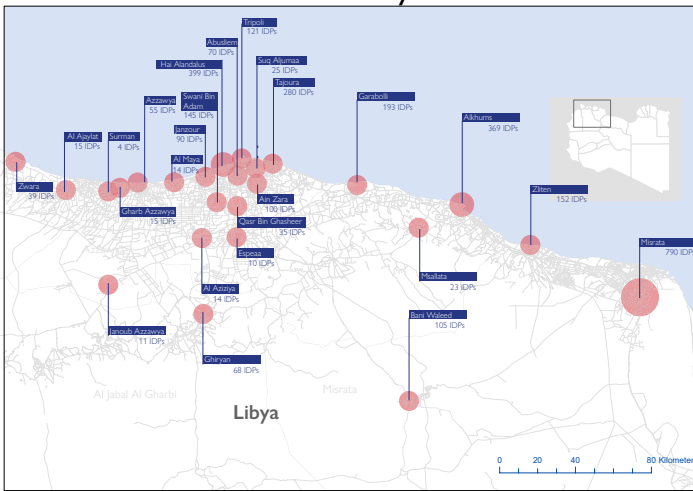 Tripoli
121 IDPs
Abusliem
70 IDPs
Hai Alandalus
399 IDPs
Suq Aljumaa
25 IDPs
Tajoura
280 IDPs
Swani Bin
Adam
145 IDPs
Azzawya
55 IDPs
Janzour
90 IDPs
Garabolli
193 IDPs
Alkhums
369 IDPs
Al Ajaylat
15 IDPs
Surman
4 IDPs
Al Maya
14 IDPs
Zwara
39 IDPs
Gharb Azzawya
15 IDPs
Ain Zara
100 IDPs
Zliten
152 IDPs
Qasr Bin Ghasheer
35 IDPs
Espeaa
10 IDPs
Misrata
790 IDPs
Msallata
23 IDPs
Al Aziziya
14 IDPs
Janoub Azzawya
11 IDPs
Bani Waleed
105 IDPs
Ghiryan
68 IDPs
Al Jabal Al Gharbi
Misrata
Libya
0 20 40 80 Kilometer